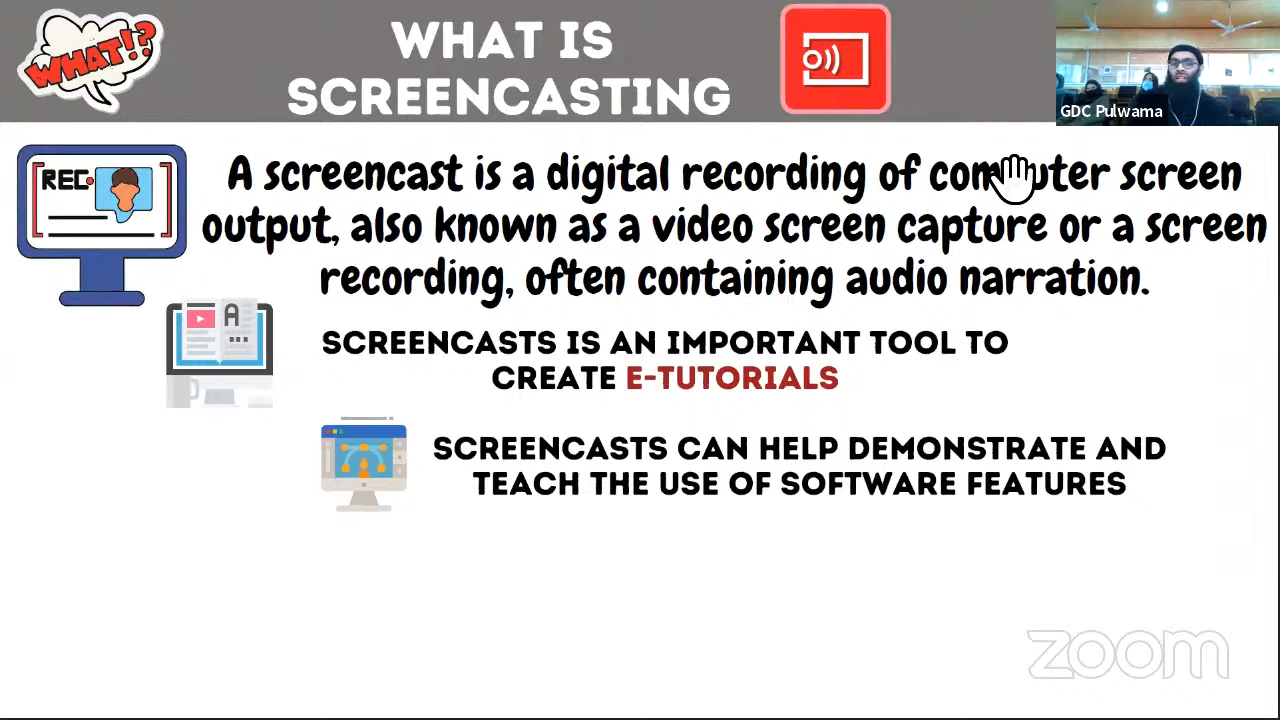 WHAT!?
WHAT IS
SCREENCASTING
GDC Pulwama
REC
A screencast is a digital recording of computer screen
output, also known as a video screen capture or a screen
recording, often containing audio narration.
A
SCREENCASTS IS AN IMPORTANT TOOL TO
CREATE E-TUTORIALS
SCREENCASTS CAN HELP DEMONSTRATE AND
TEACH THE USE OF SOFTWARE FEATURES
zoom